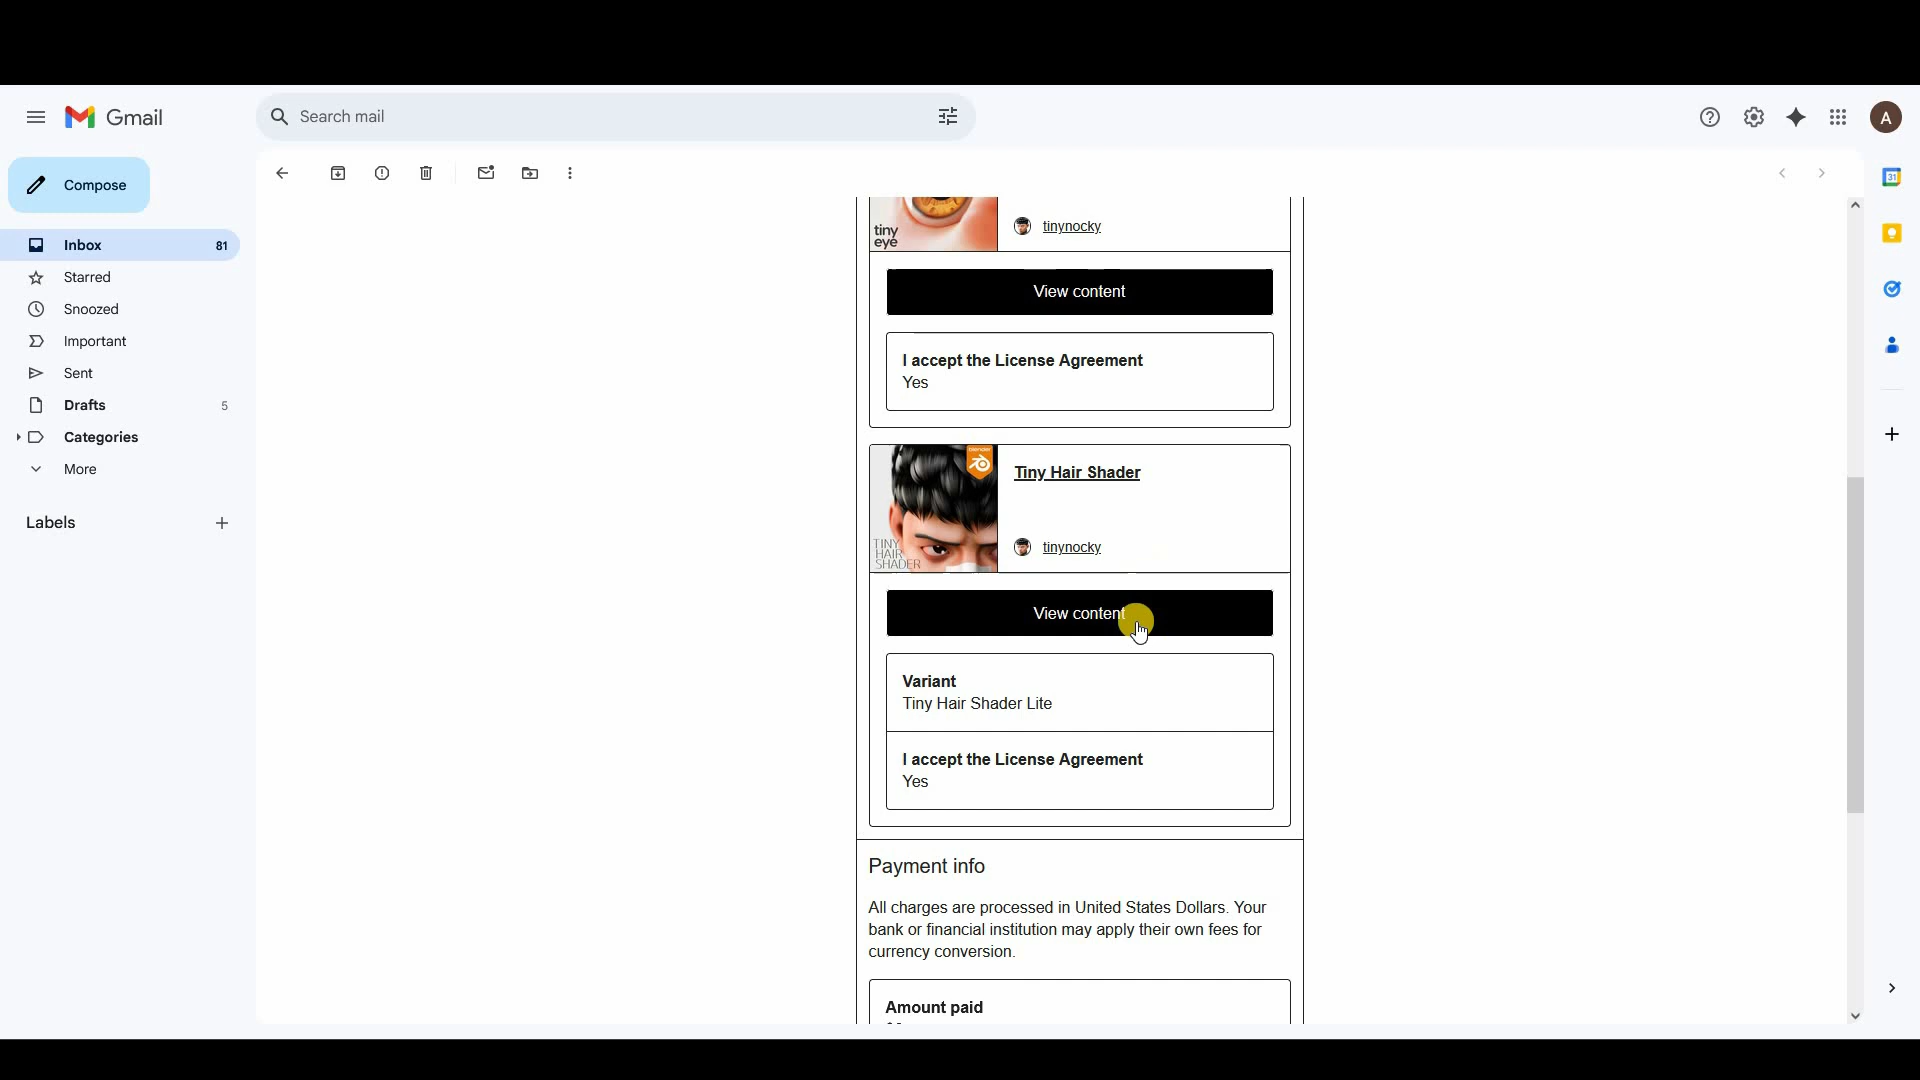 Gmail
Search mail
A
Compose
Inbox 81
Starred
Snoozed
Important
Sent
Drafts 5
Categories
More
Labels
31
tiny
eye
tinynocky
View content
I accept the License Agreement
Yes
blender
TINY
HAIR
SHADER
Tiny Hair Shader
tinynocky
View content
Variant
Tiny Hair Shader Lite
I accept the License Agreement
Yes
Payment info
All charges are processed in United States Dollars. Your
bank or financial institution may apply their own fees for
currency conversion.
Amount paid